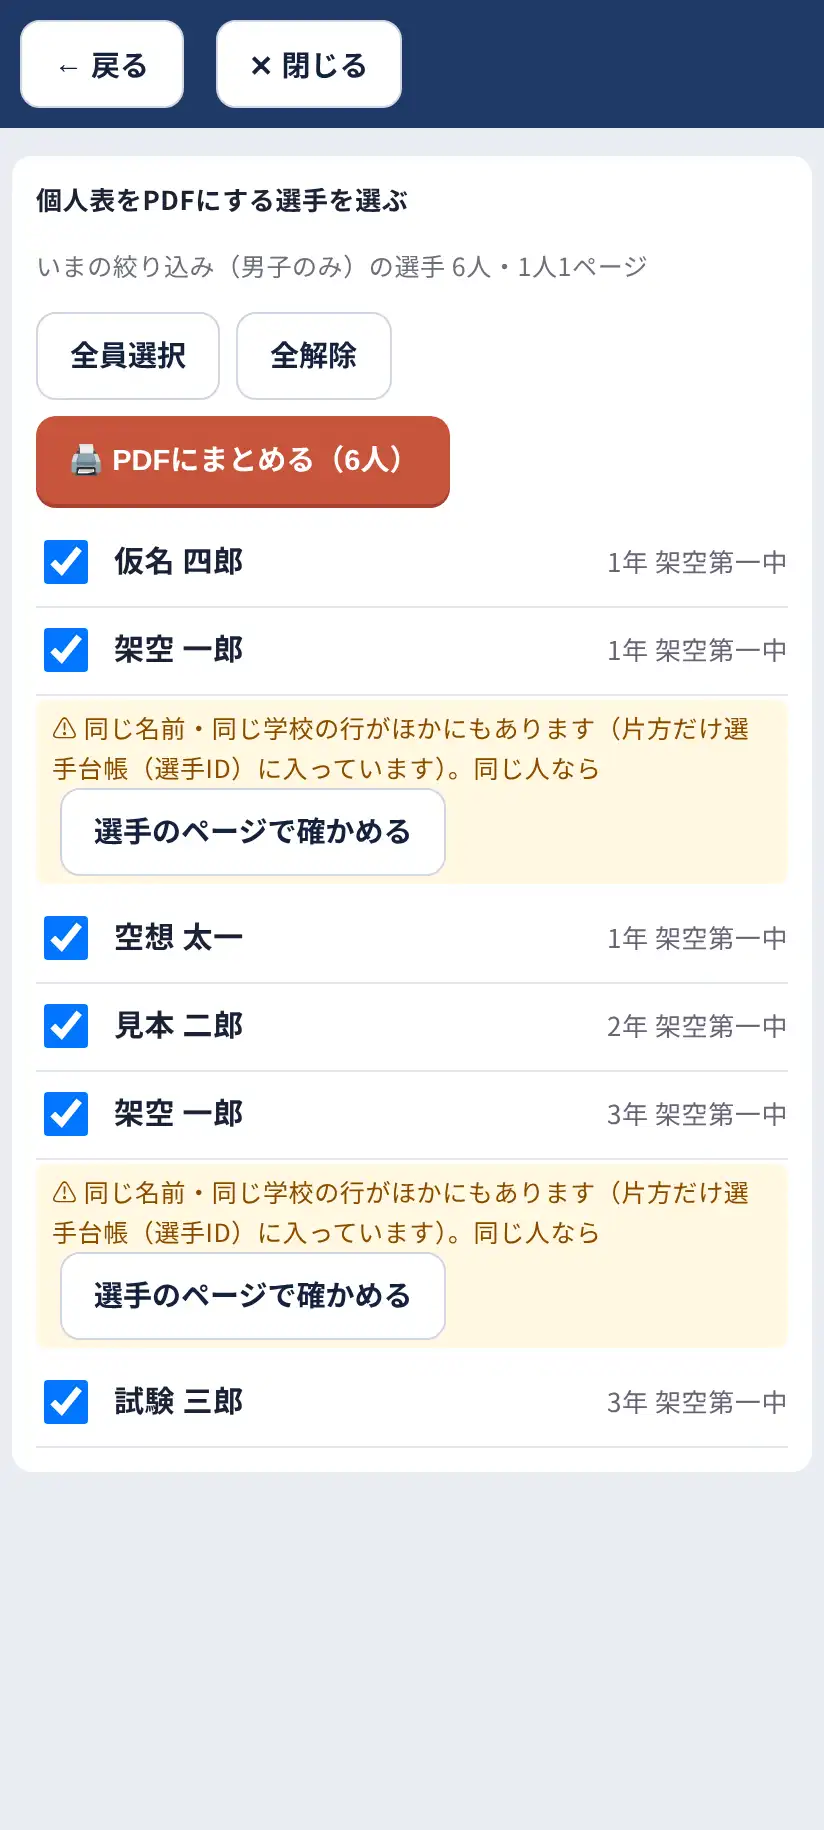 ← 戻る
✕ 閉じる
個人表をPDFにする選手を選ぶ
いまの絞り込み（男子のみ）の選手 6人・1人1ページ
全員選択
全解除
🖨️ PDFにまとめる（6人）
仮名 四郎 1年 架空第一中
架空 一郎 1年 架空第一中
⚠ 同じ名前・同じ学校の行がほかにもあります（片方だけ選
手台帳（選手ID）に入っています）。同じ人なら
選手のページで確かめる
空想 太一 1年 架空第一中
見本 二郎 2年 架空第一中
架空 一郎 3年 架空第一中
⚠ 同じ名前・同じ学校の行がほかにもあります（片方だけ選
手台帳（選手ID）に入っています）。同じ人なら
選手のページで確かめる
試験 三郎 3年 架空第一中